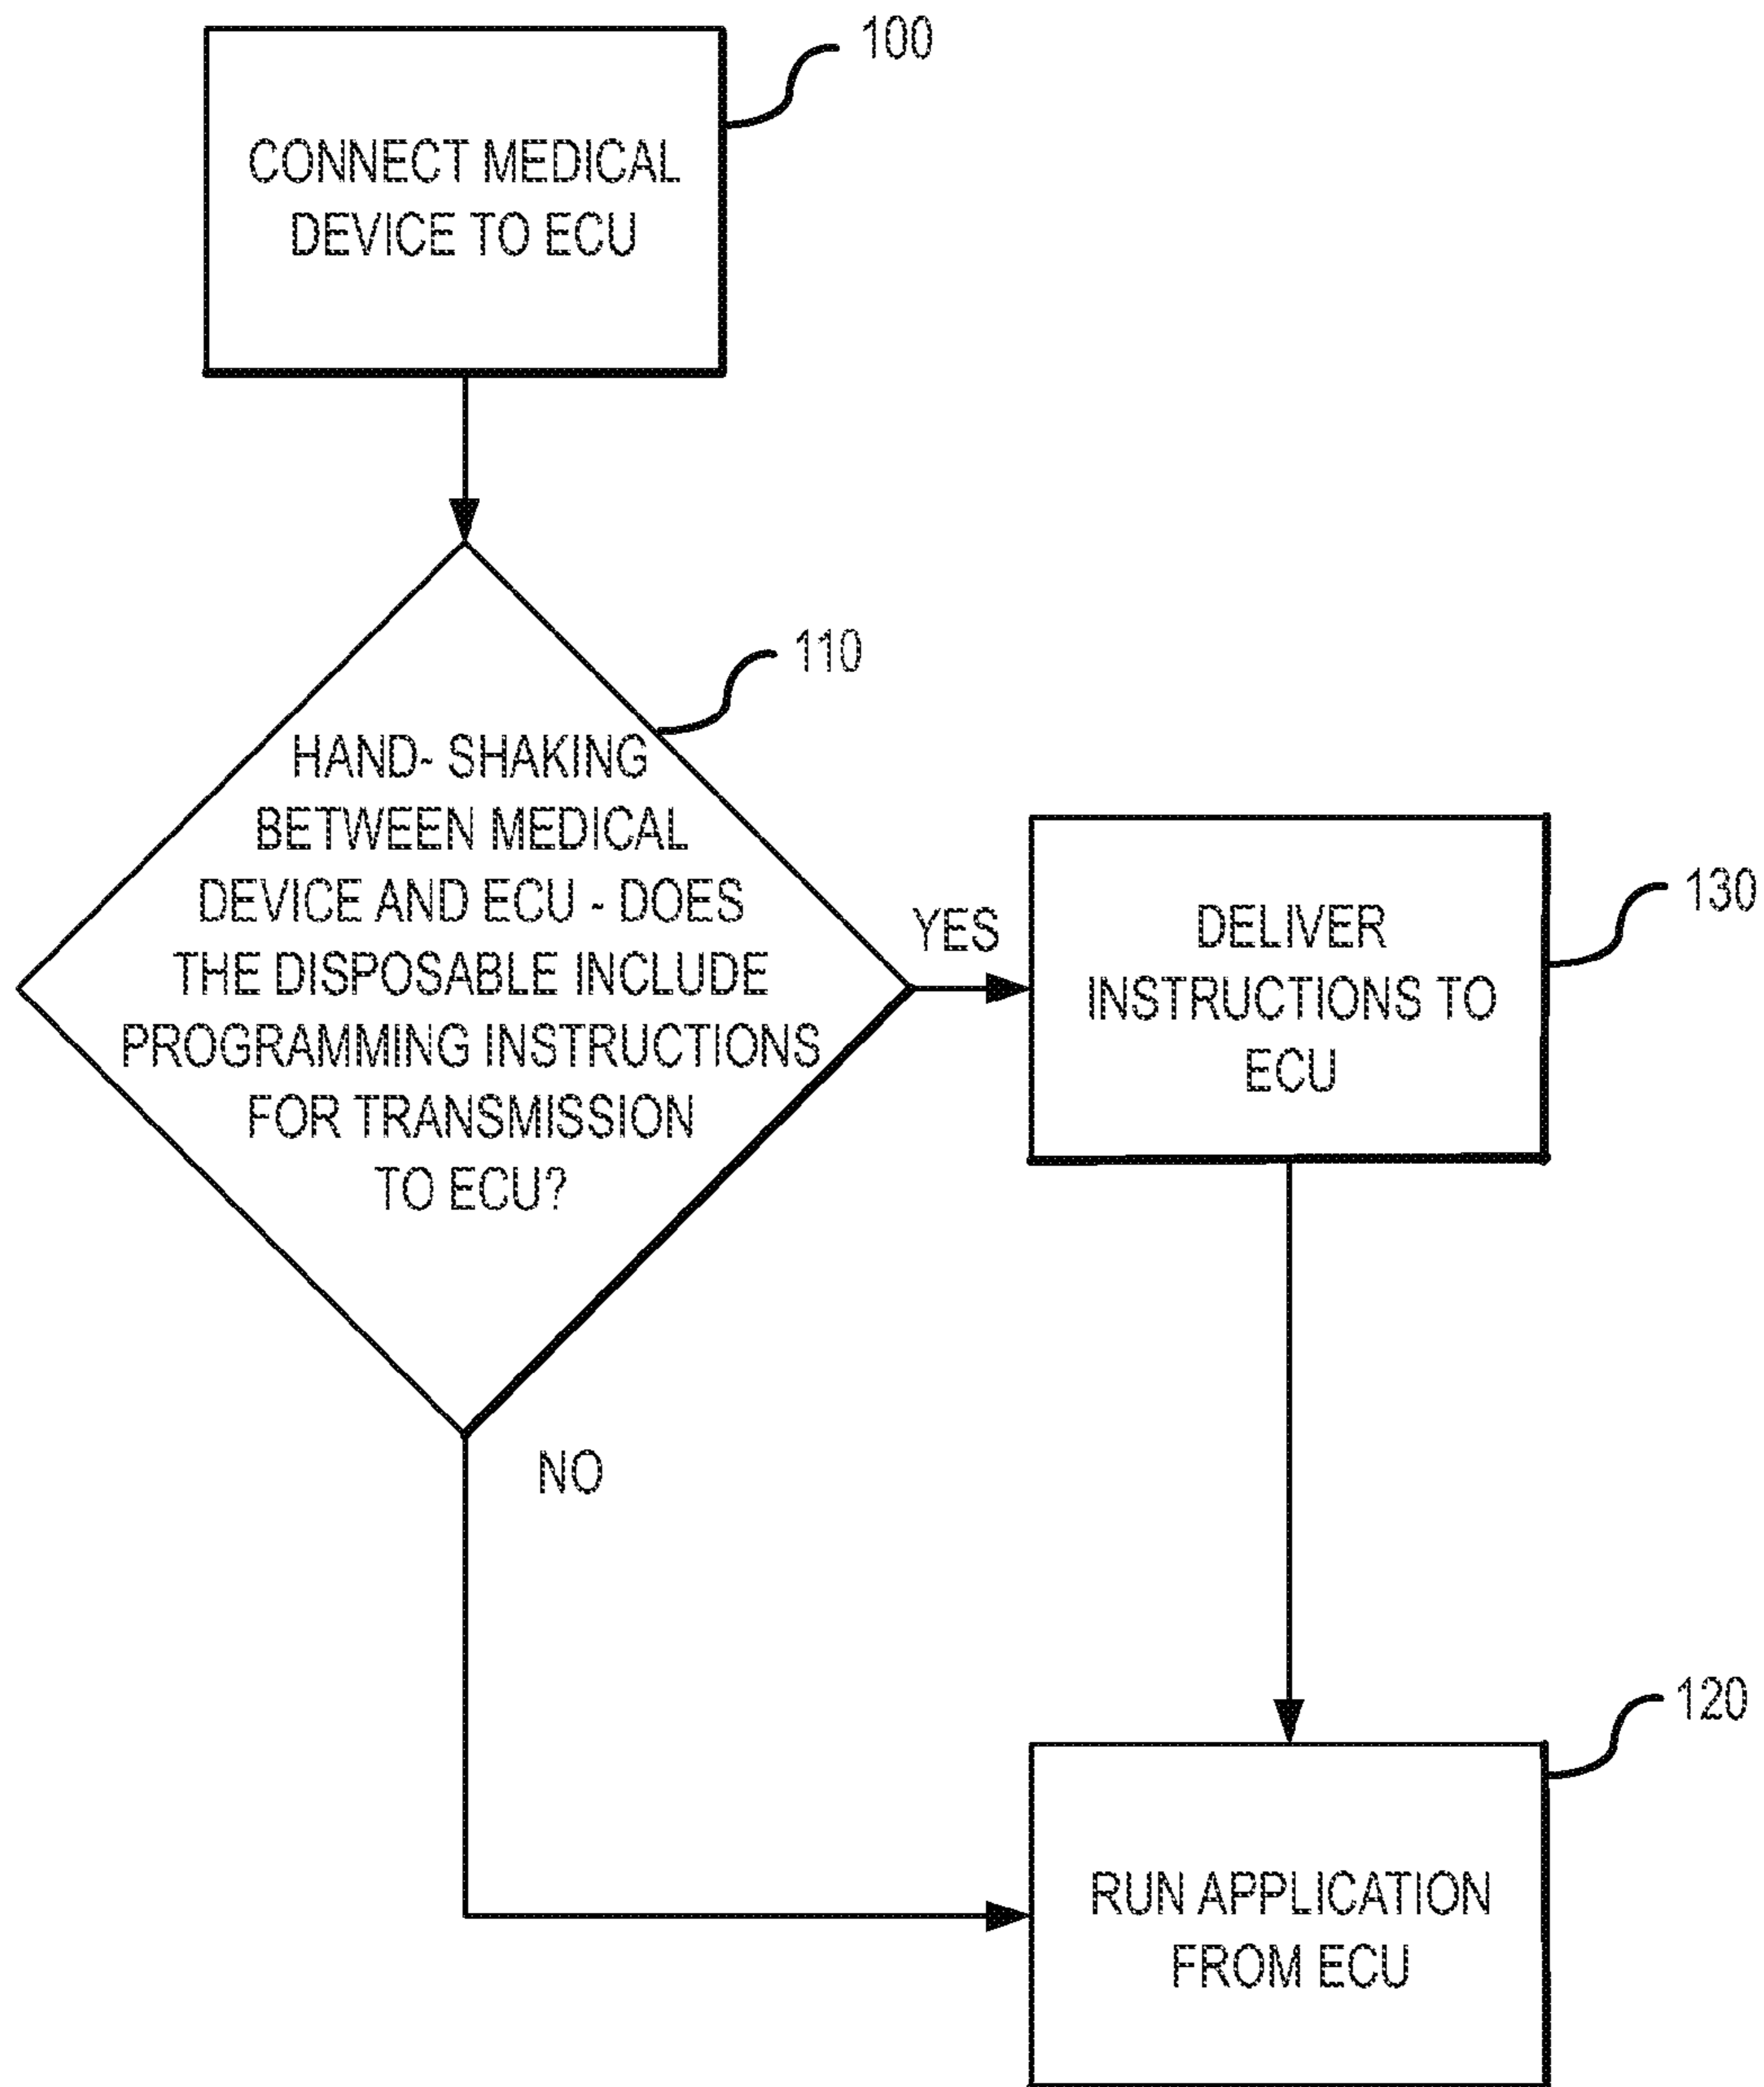 100
CONNECT MEDICAL
DEVICE TO ECU
110
HAND- SHAKING
BETWEEN MEDICAL
DEVICE AND ECU - DOES
THE DISPOSABLE INCLUDE
PROGRAMMING INSTRUCTIONS
FOR TRANSMISSION
TO ECU?
YES
130
DELIVER
INSTRUCTIONS TO
ECU
NO
120
RUN APPLICATION
FROM ECU